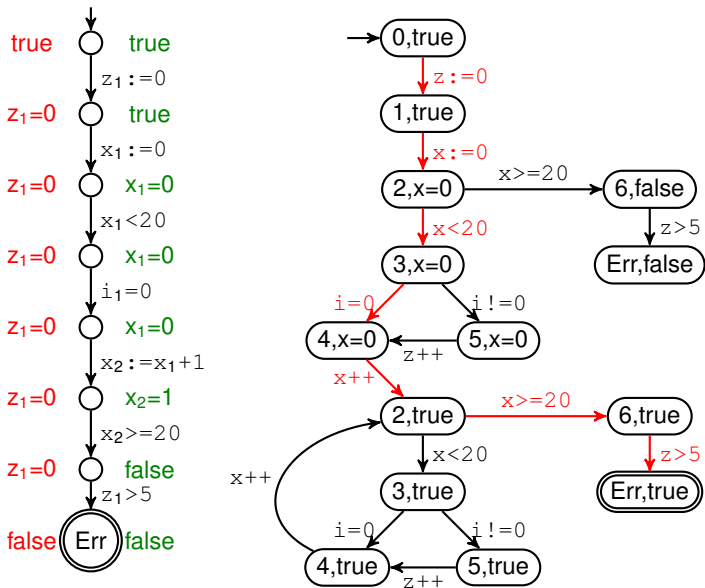 true true
z₁:=0
z₁=0 true
x₁:=0
z₁=0 x₁=0
x₁<20
z₁=0 x₁=0
i₁=0
z₁=0 x₁=0
x₂:=x₁+1
z₁=0 x₂=1
x₂>=20
z₁=0 false
z₁>5
false Err false
0,true
z:=0
1,true
x:=0
2,x=0 x>=20 6,false
x<20 z>5
3,x=0 Err,false
i=0 i!=0
4,x=0 z++ 5,x=0
x++
2,true x>=20 6,true
x<20 z>5
x++ 3,true Err,true
i=0 i!=0
4,true z++ 5,true